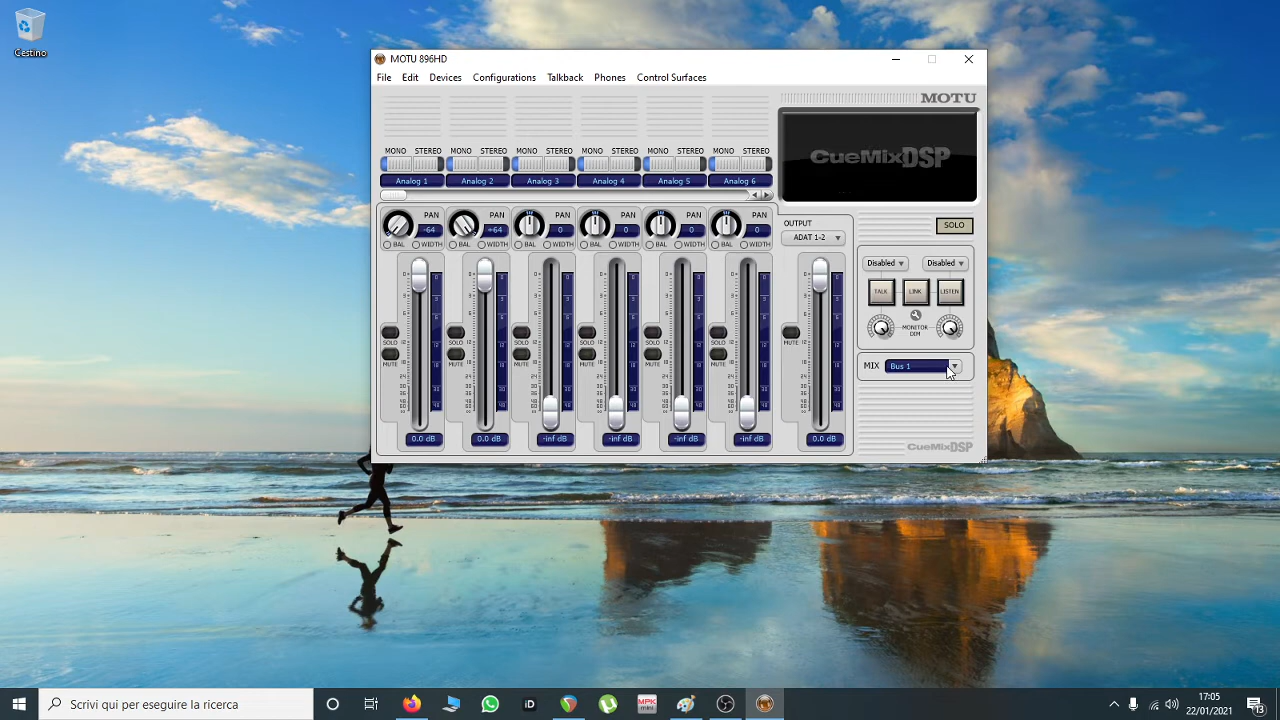 Cestino
MOTU 896HD
File Edit Devices Configurations Talkback Phones Control Surfaces
MOTU
CueMixDSP
MONO STEREO MONO STEREO MONO STEREO MONO STEREO MONO STEREO MONO STEREO
Analog 1 Analog 2 Analog 3 Analog 4 Analog 5 Analog 6
PAN PAN PAN PAN PAN PAN
-64 +64 0 0 0 0
BAL WIDTH BAL WIDTH BAL WIDTH BAL WIDTH BAL WIDTH BAL WIDTH
OUTPUT
ADAT 1-2
SOLO
Disabled Disabled
TALK LINK LISTEN
MONITOR
DIM
SOLO SOLO SOLO SOLO SOLO SOLO
MUTE MUTE MUTE MUTE MUTE MUTE MUTE
MIX Bus 1
0.0 dB 0.0 dB -inf dB -inf dB -inf dB -inf dB 0.0 dB
CueMixDSP
Scrivi qui per eseguire la ricerca
iD
MPK
mini
17:05
22/01/2021
13